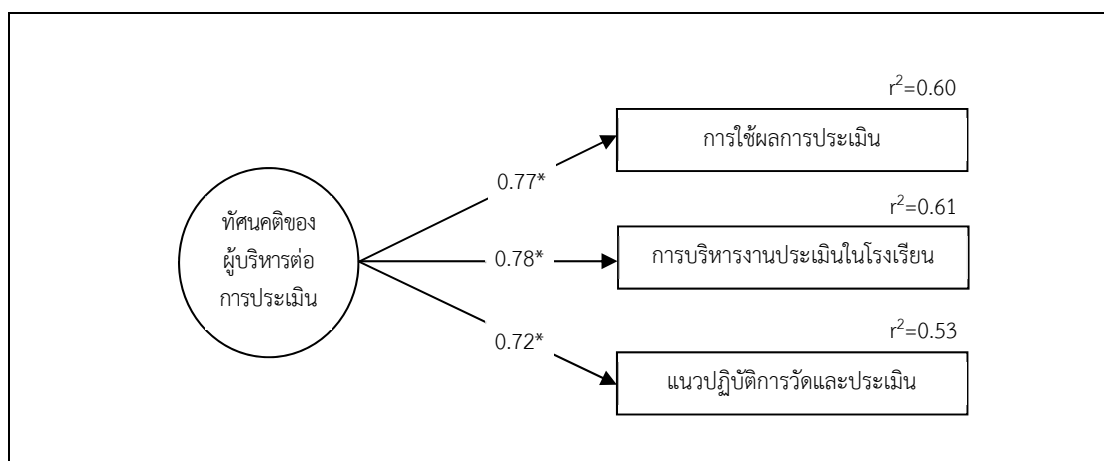 r²=0.60
การใช้ผลการประเมิน
0.77*
r²=0.61
ทัศนคติของ
ผู้บริหารต่อ
การประเมิน
0.78*
การบริหารงานประเมินในโรงเรียน
0.72*
r²=0.53
แนวปฏิบัติการวัดและประเมิน